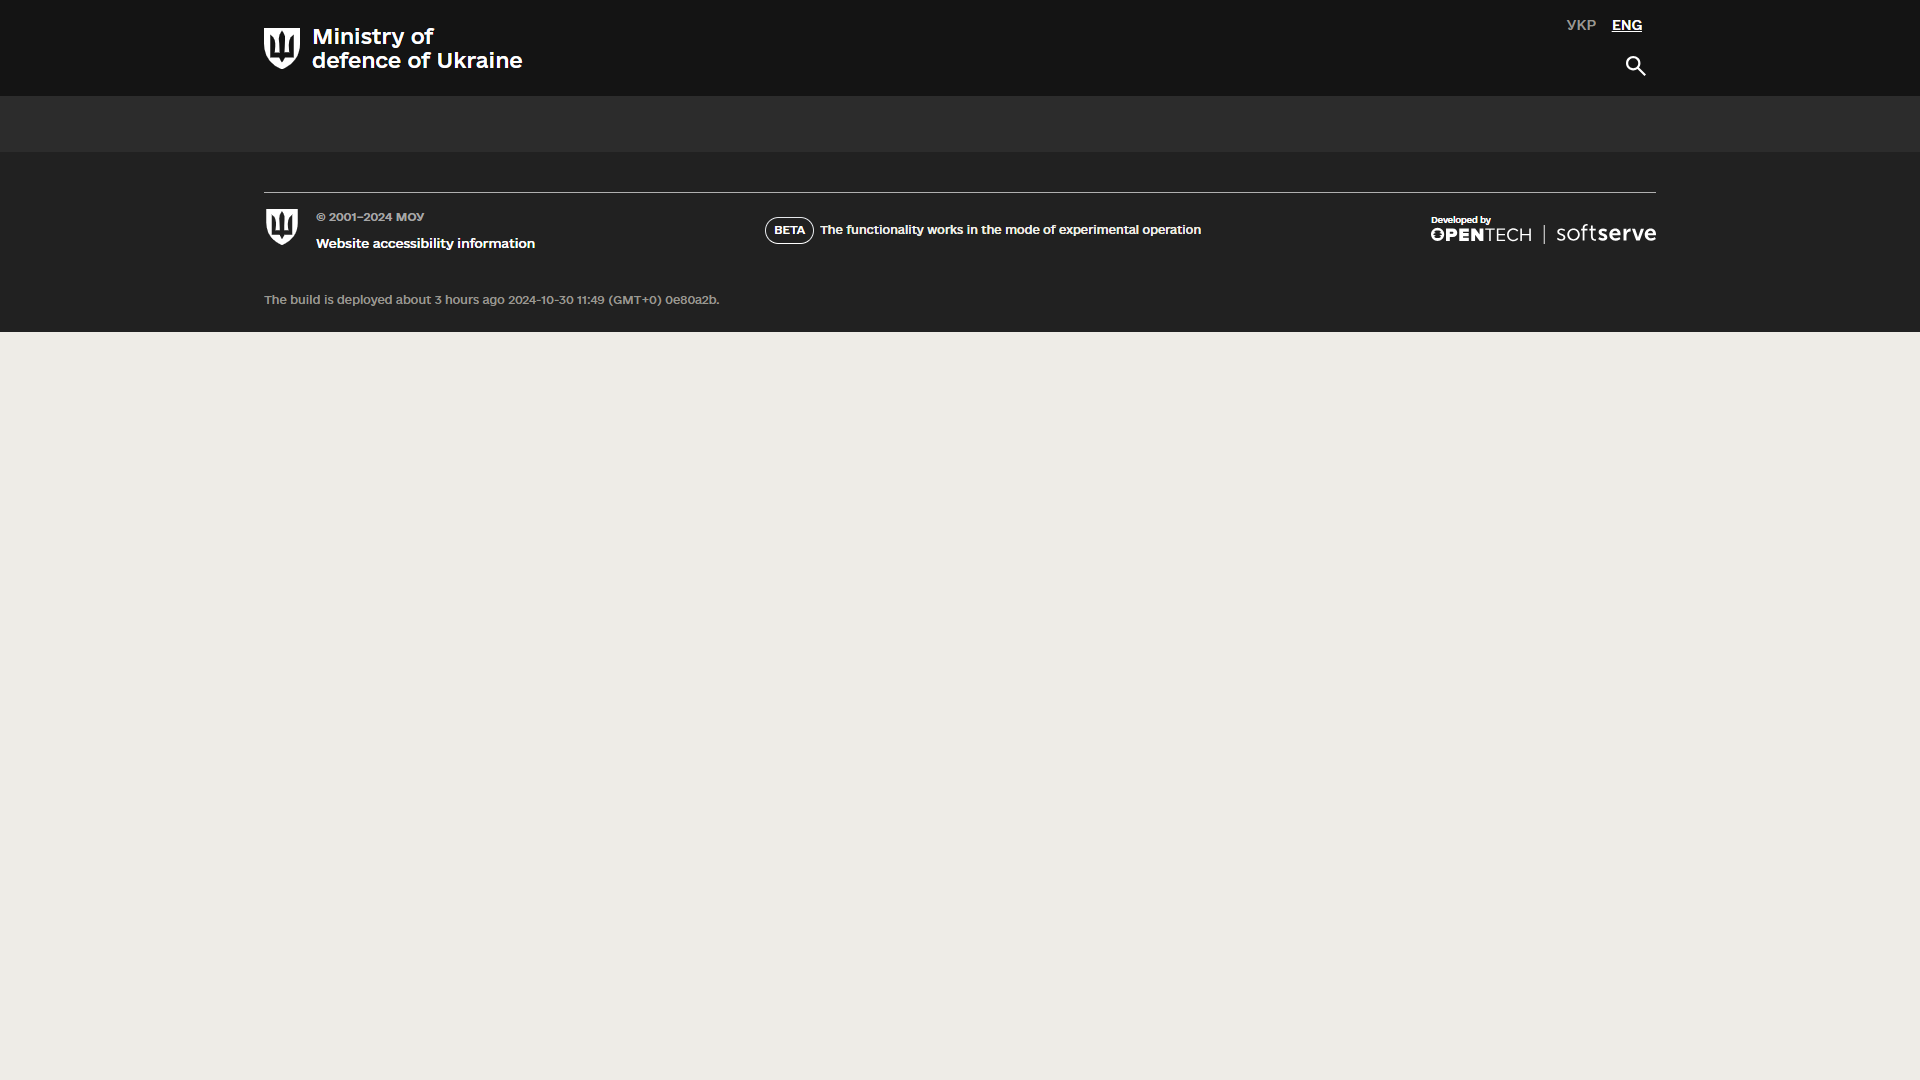 Ministry of
defence of Ukraine
УКР ENG
© 2001–2024 МОУ
Website accessibility information
BETA The functionality works in the mode of experimental operation
Developed by
OPENTECH | softserve
The build is deployed about 3 hours ago 2024-10-30 11:49 (GMT+0) 0e80a2b.